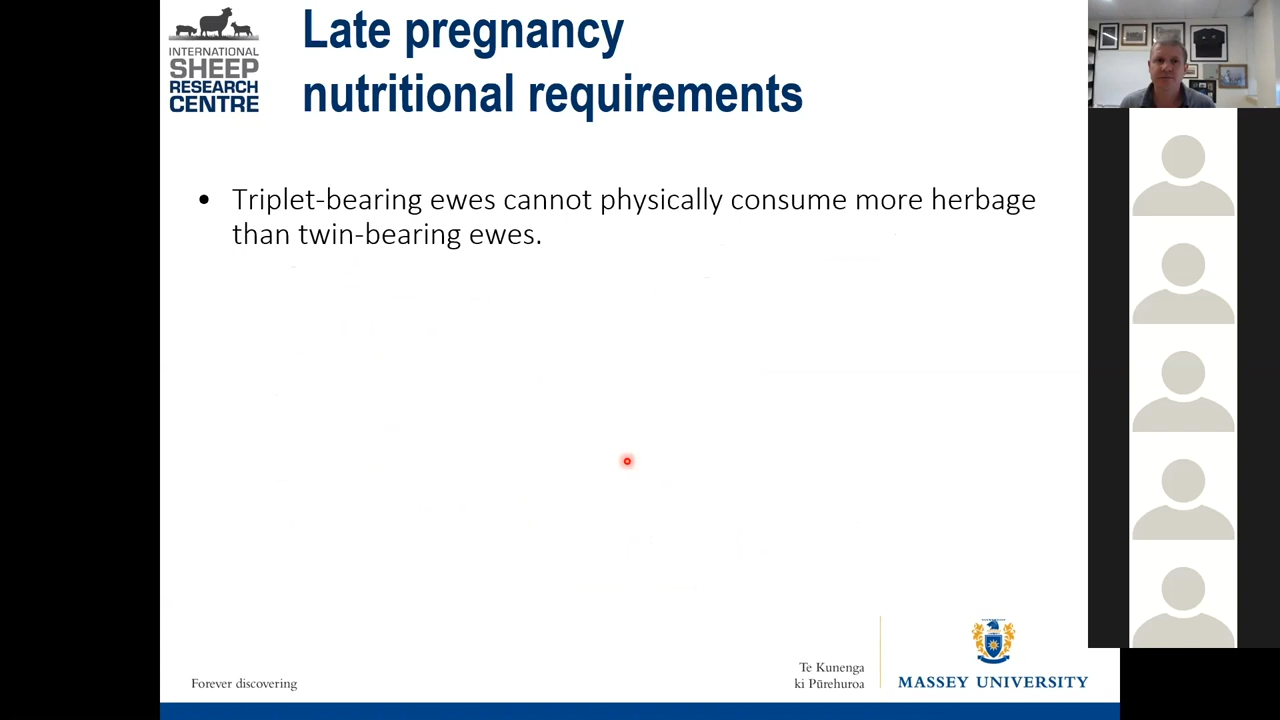 INTERNATIONAL
SHEEP
RESEARCH
CENTRE
Late pregnancy
nutritional requirements
• Triplet-bearing ewes cannot physically consume more herbage
than twin-bearing ewes.
Forever discovering
Te Kunenga
ki Pūrehuroa
MASSEY UNIVERSITY